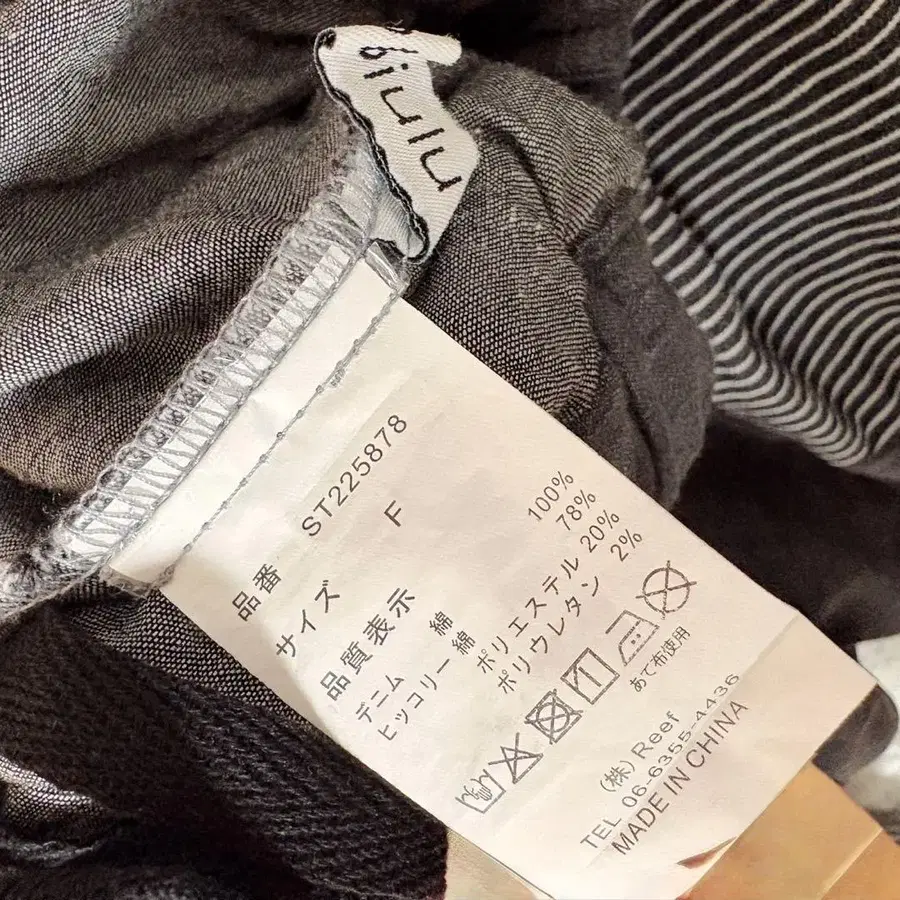 biulu
品番 ST225878
サイズ F
品質表示
デニム 綿 100%
ヒッコリー 綿 78%
ポリエステル 20%
ポリウレタン 2%
あて布使用
(株) Reef
TEL 06-6355-4436
MADE IN CHINA